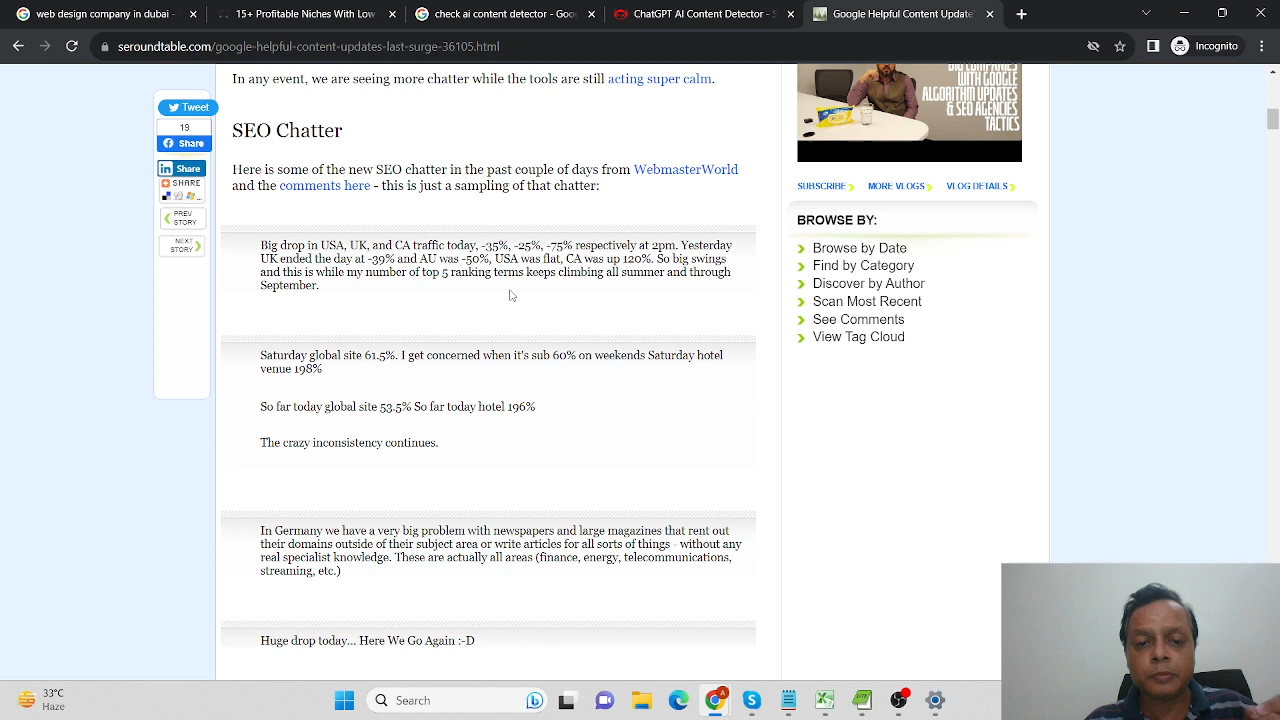 web design company in dubai -
15+ Profitable Niches With Low
check ai content detector - Goo
ChatGPT AI Content Detector - S
Google Helpful Content Update
seroundtable.com/google-helpful-content-updates-last-surge-36105.html
Incognito
In any event, we are seeing more chatter while the tools are still acting super calm.
Tweet
19
Share
Share
SHARE
PREV STORY
NEXT STORY
SEO Chatter
Here is some of the new SEO chatter in the past couple of days from WebmasterWorld
and the comments here - this is just a sampling of that chatter:
Big drop in USA, UK, and CA traffic today, -35%, -25%, -75% respectively at 2pm. Yesterday
UK ended the day at -39% and AU was -50%, USA was flat, CA was up 120%. So big swings
and this is while my number of top 5 ranking terms keeps climbing all summer and through
September.
Saturday global site 61.5%. I get concerned when it's sub 60% on weekends Saturday hotel
venue 198%
So far today global site 53.5% So far today hotel 196%
The crazy inconsistency continues.
In Germany we have a very big problem with newspapers and large magazines that rent out
their domains outside of their subject area or write articles for all sorts of things - without any
real specialist knowledge. These are actually all areas (finance, energy, telecommunications,
streaming, etc.)
Huge drop today... Here We Go Again :-D
BIG COMPANIES
WITH GOOGLE
ALGORITHM UPDATES
& SEO AGENCIES
TACTICS
SUBSCRIBE
MORE VLOGS
VLOG DETAILS
BROWSE BY:
Browse by Date
Find by Category
Discover by Author
Scan Most Recent
See Comments
View Tag Cloud
33°C
Haze
Search